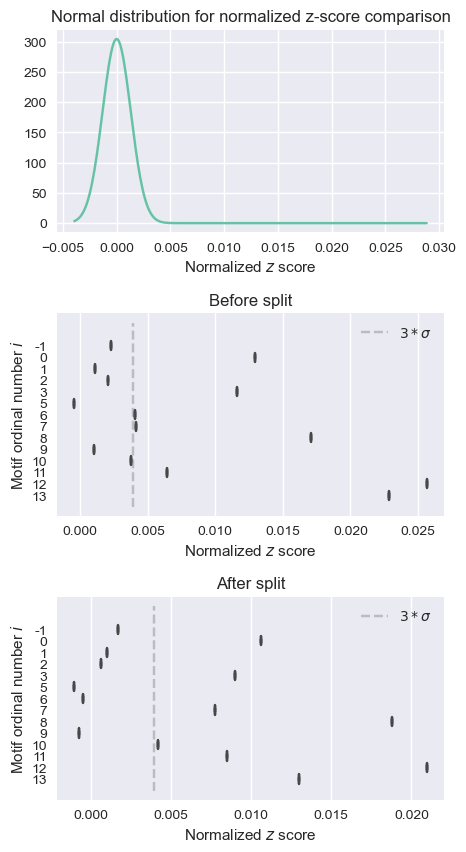 Normal distribution for normalized z-score comparison
300
250
200
150
100
50
0
−0.005 0.000 0.005 0.010 0.015 0.020 0.025 0.030
Normalized z score
Before split
Motif ordinal number i
-1
0
1
2
3
5
6
7
8
9
10
11
12
13
3 * σ
0.000 0.005 0.010 0.015 0.020 0.025
Normalized z score
After split
Motif ordinal number i
-1
0
1
2
3
5
6
7
8
9
10
11
12
13
3 * σ
0.000 0.005 0.010 0.015 0.020
Normalized z score